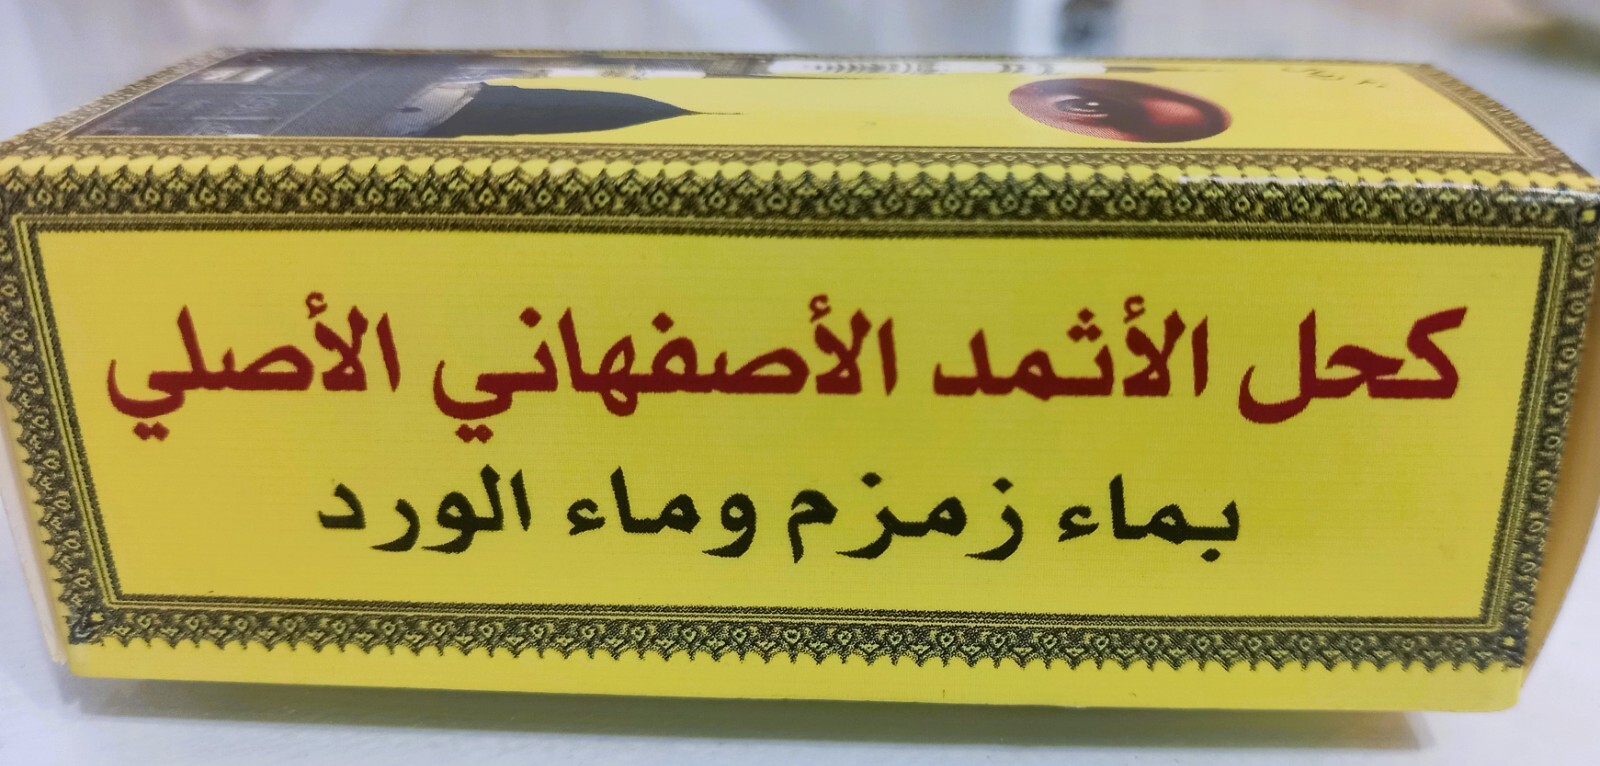 كحل الأثمد الأصفهاني الأصلي
بماء زمزم وماء الورد